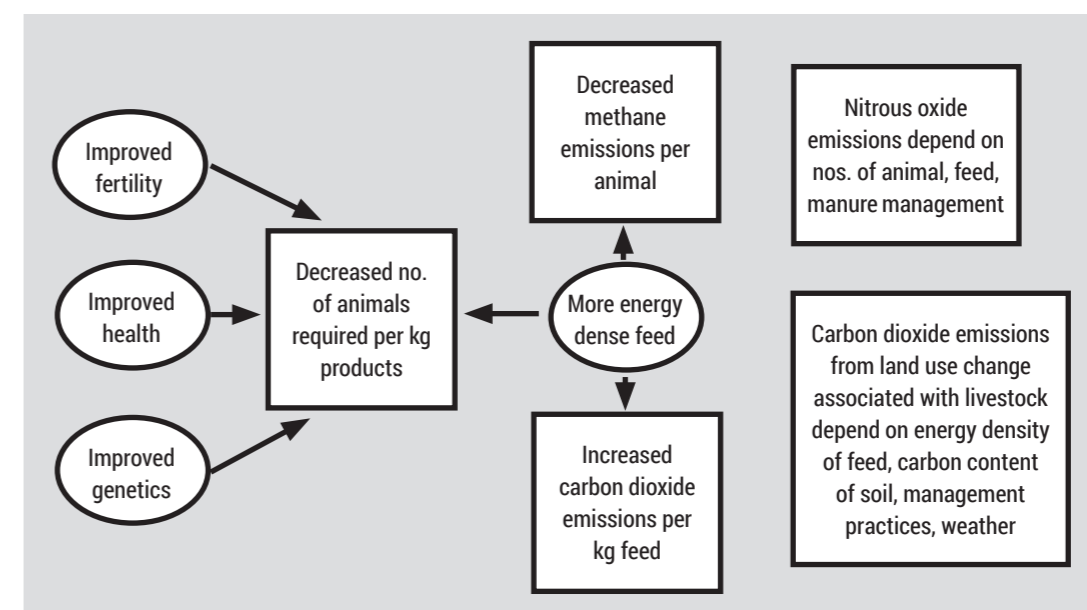 Improved
fertility
Improved
health
Improved
genetics
Decreased no.
of animals
required per kg
products
Decreased
methane
emissions per
animal
More energy
dense feed
Increased
carbon dioxide
emissions per
kg feed
Nitrous oxide
emissions depend on
nos. of animal, feed,
manure management
Carbon dioxide emissions
from land use change
associated with livestock
depend on energy density
of feed, carbon content
of soil, management
practices, weather